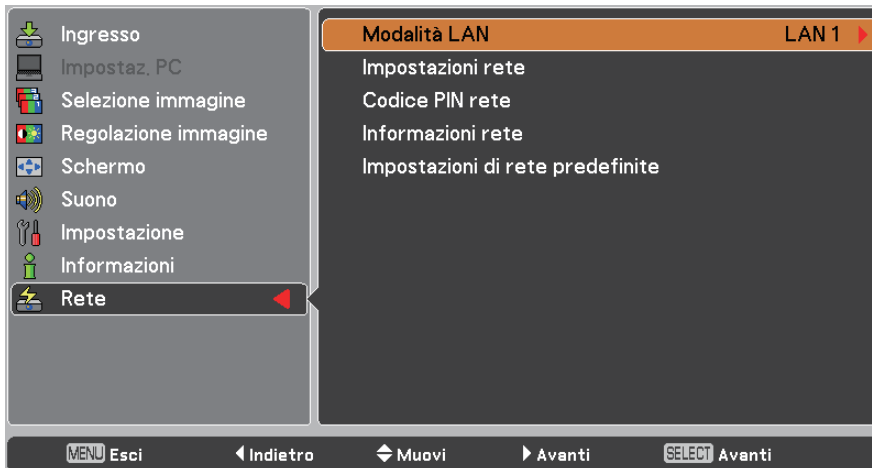 Ingresso
Impostaz. PC
Selezione immagine
Regolazione immagine
Schermo
Suono
Impostazione
Informazioni
Rete
Modalità LAN LAN 1
Impostazioni rete
Codice PIN rete
Informazioni rete
Impostazioni di rete predefinite
MENU Esci Indietro Muovi Avanti SELECT Avanti